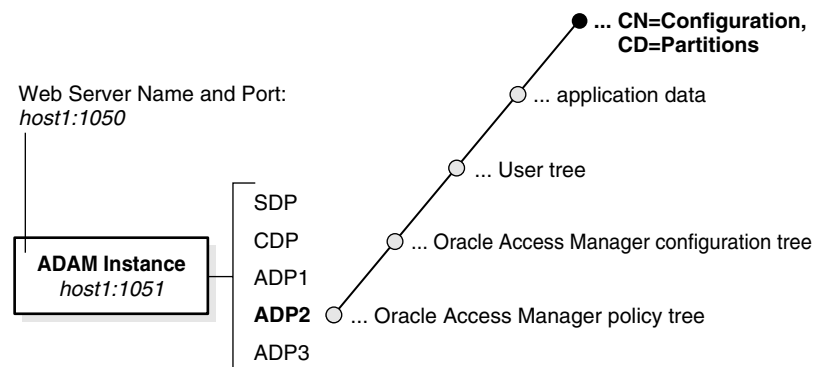 ... CN=Configuration,
CD=Partitions
Web Server Name and Port:
host1:1050
... application data
... User tree
SDP
CDP
... Oracle Access Manager configuration tree
ADAM Instance
host1:1051
ADP1
ADP2
... Oracle Access Manager policy tree
ADP3